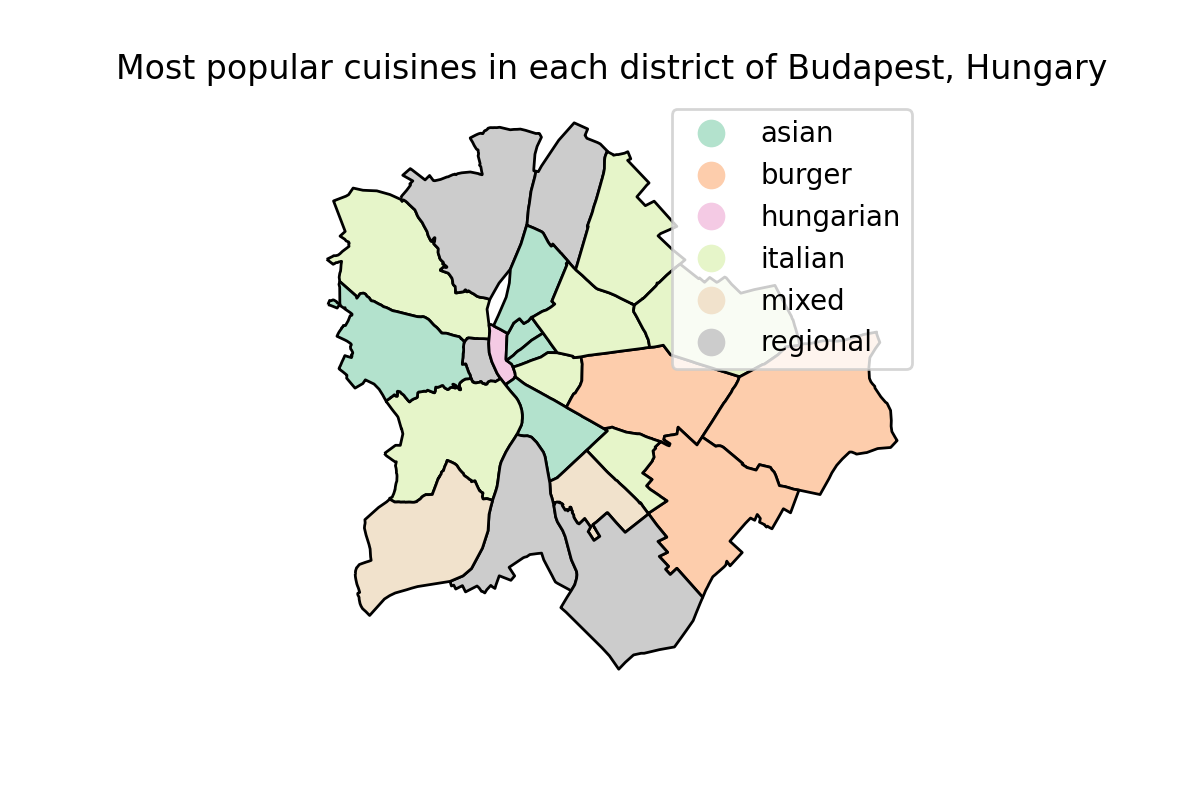 Most popular cuisines in each district of Budapest, Hungary
asian
burger
hungarian
italian
mixed
regional